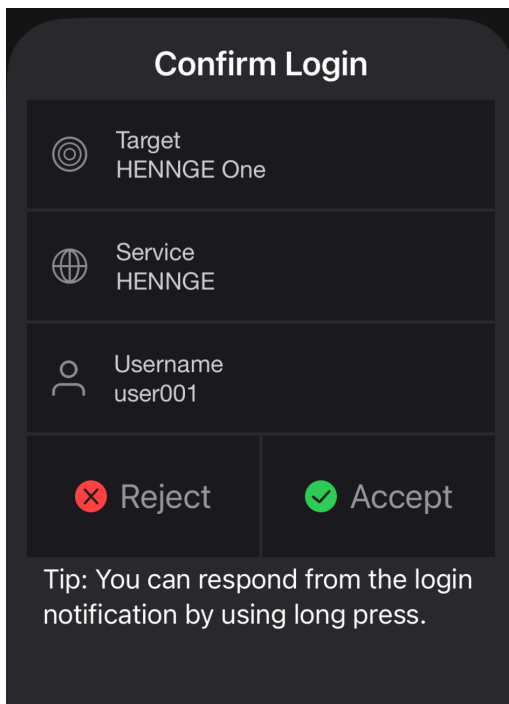 Confirm Login
Target
HENNGE One
Service
HENNGE
Username
user001
Reject
Accept
Tip: You can respond from the login
notification by using long press.